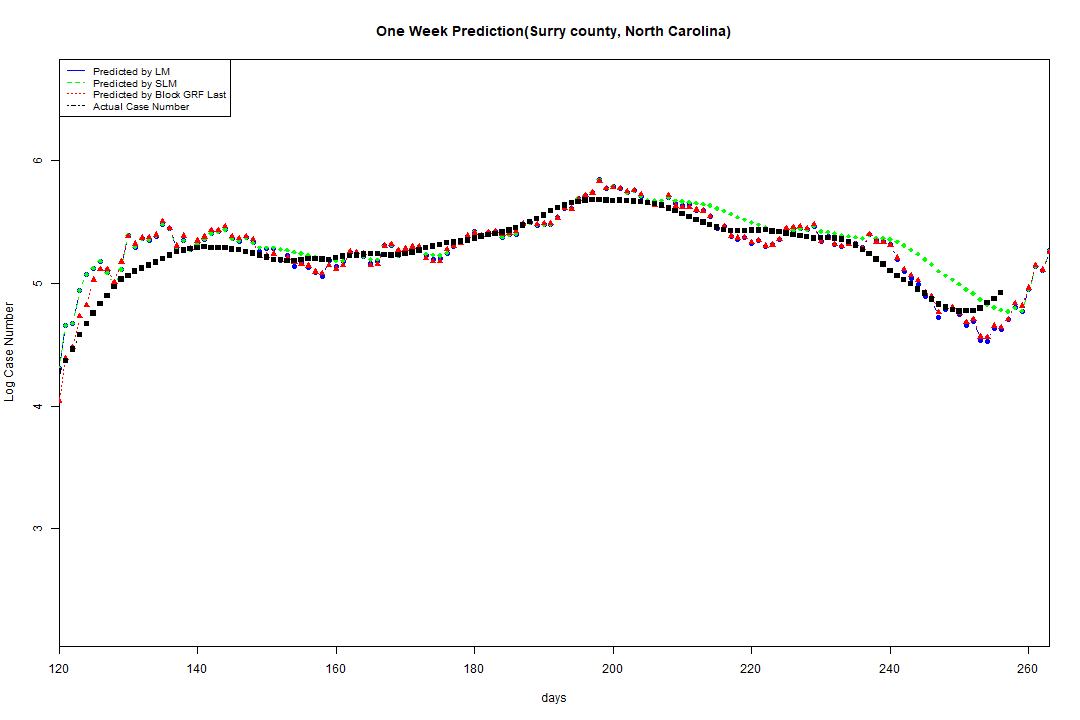 One Week Prediction(Surry county, North Carolina)
Predicted by LM
Predicted by SLM
Predicted by Block GRF Last
Actual Case Number
6
5
4
3
Log Case Number
120 140 160 180 200 220 240 260
days